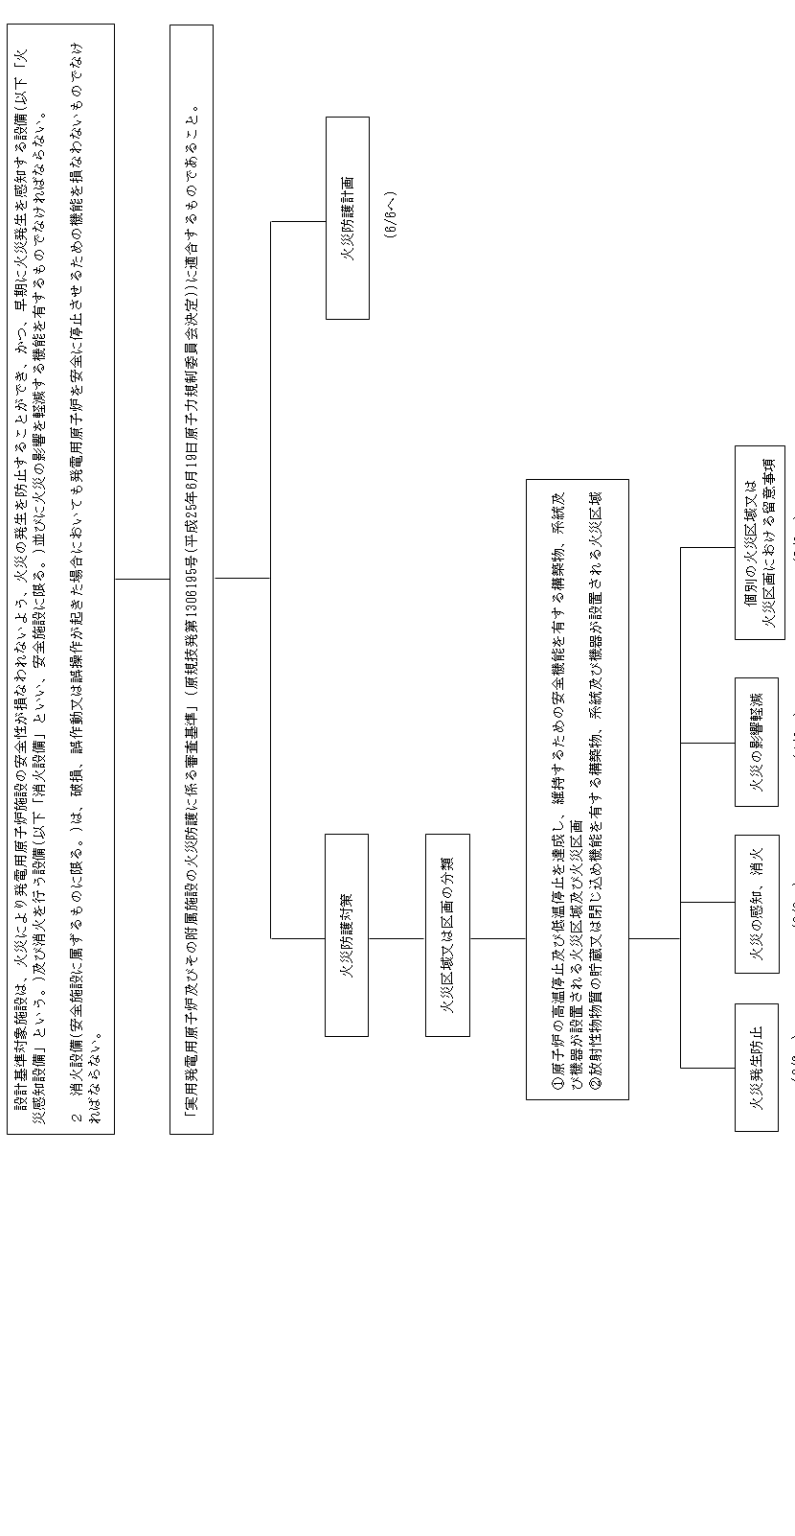 設計基準対象施設は、火災により発電用原子炉施設の安全性が損なわれないよう、火災の発生を防止することができ、かつ、早期に火災発生を感知する設備(以下「火
災感知設備」という。)及び消火を行う設備(以下「消火設備」といい、安全施設に限る。)並びに火災の影響を軽減する機能を有するものでなければならない。
2　消火設備(安全施設に属するものに限る。)は、破損、誤作動又は誤操作が起きた場合においても発電用原子炉を安全に停止させるための機能を損なわないものでなけ
ればならない。
「実用発電用原子炉及びその附属施設の火災防護に係る審査基準」(原規技発第1306195号(平成25年6月19日原子力規制委員会決定))に適合するものであること。
火災防護対策
火災防護計画
(6/6へ)
火災区域又は区画の分類
①原子炉の高温停止及び低温停止を達成し、維持するための安全機能を有する構築物、系統及
び機器が設置される火災区域及び火災区画
②放射性物物質の貯蔵又は閉じ込め機能を有する構築物、系統及び機器が設置される火災区域
火災発生防止
火災の感知、消火
火災の影響軽減
個別の火災区域又は
火災区画における留意事項